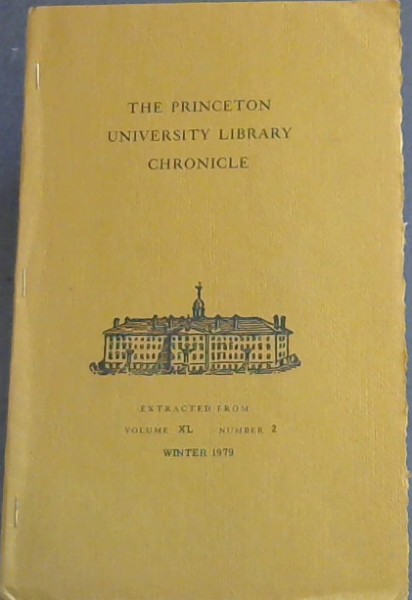 THE PRINCETON
UNIVERSITY LIBRARY
CHRONICLE
EXTRACTED FROM
VOLUME XL NUMBER 2
WINTER 1979